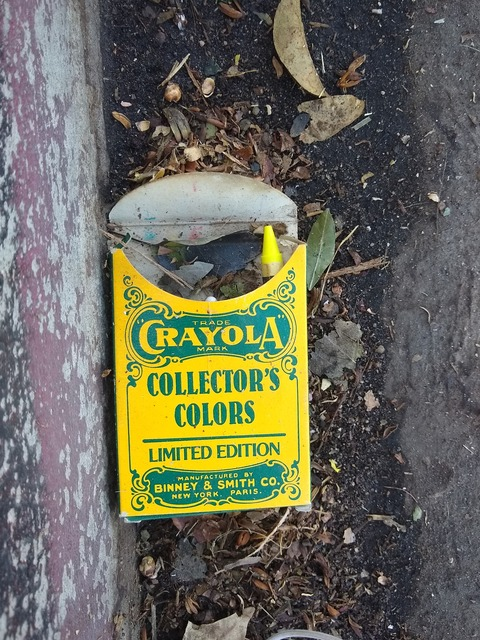 TRADE
CRAYOLA
MARK
COLLECTOR'S
COLORS
LIMITED EDITION
MANUFACTURED BY
BINNEY & SMITH CO.
NEW YORK. PARIS.